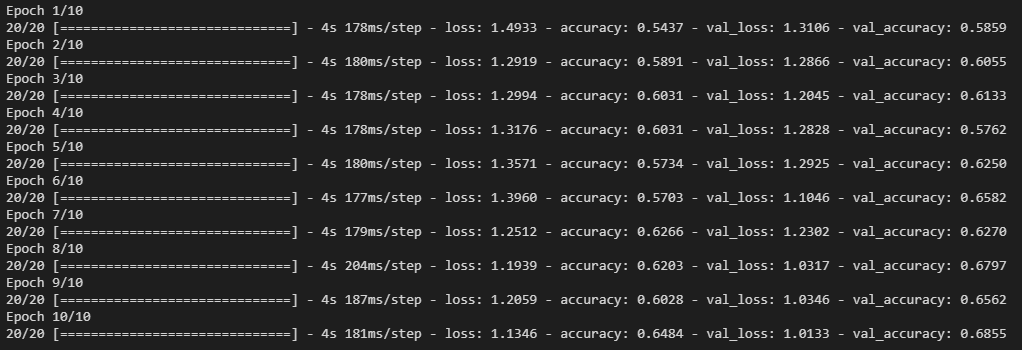 Epoch 1/10
20/20 [==============================] - 4s 178ms/step - loss: 1.4933 - accuracy: 0.5437 - val_loss: 1.3106 - val_accuracy: 0.5859
Epoch 2/10
20/20 [==============================] - 4s 180ms/step - loss: 1.2919 - accuracy: 0.5891 - val_loss: 1.2866 - val_accuracy: 0.6055
Epoch 3/10
20/20 [==============================] - 4s 178ms/step - loss: 1.2994 - accuracy: 0.6031 - val_loss: 1.2045 - val_accuracy: 0.6133
Epoch 4/10
20/20 [==============================] - 4s 178ms/step - loss: 1.3176 - accuracy: 0.6031 - val_loss: 1.2828 - val_accuracy: 0.5762
Epoch 5/10
20/20 [==============================] - 4s 180ms/step - loss: 1.3571 - accuracy: 0.5734 - val_loss: 1.2925 - val_accuracy: 0.6250
Epoch 6/10
20/20 [==============================] - 4s 177ms/step - loss: 1.3960 - accuracy: 0.5703 - val_loss: 1.1046 - val_accuracy: 0.6582
Epoch 7/10
20/20 [==============================] - 4s 179ms/step - loss: 1.2512 - accuracy: 0.6266 - val_loss: 1.2302 - val_accuracy: 0.6270
Epoch 8/10
20/20 [==============================] - 4s 204ms/step - loss: 1.1939 - accuracy: 0.6203 - val_loss: 1.0317 - val_accuracy: 0.6797
Epoch 9/10
20/20 [==============================] - 4s 187ms/step - loss: 1.2059 - accuracy: 0.6028 - val_loss: 1.0346 - val_accuracy: 0.6562
Epoch 10/10
20/20 [==============================] - 4s 181ms/step - loss: 1.1346 - accuracy: 0.6484 - val_loss: 1.0133 - val_accuracy: 0.6855